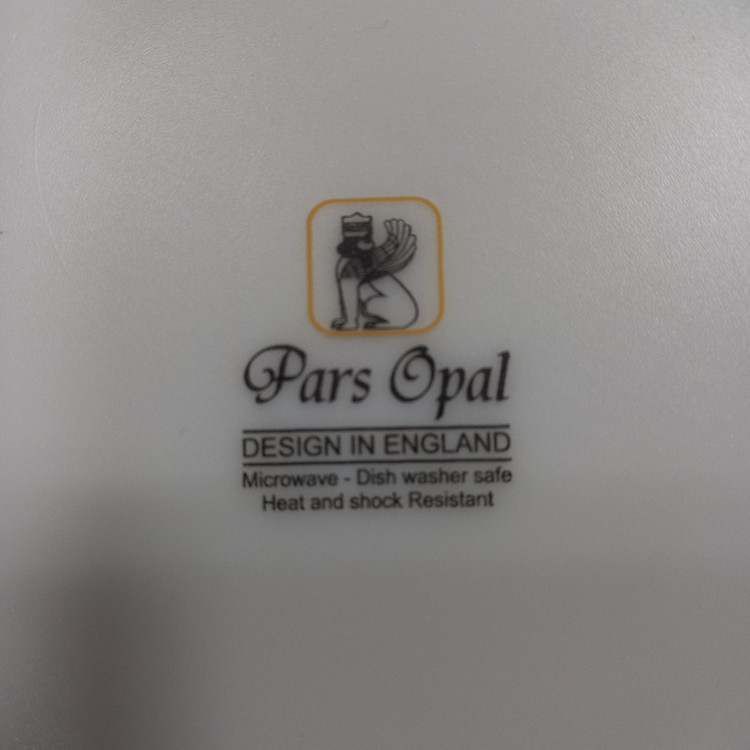 Pars Opal
DESIGN IN ENGLAND
Microwave - Dish washer safe
Heat and shock Resistant